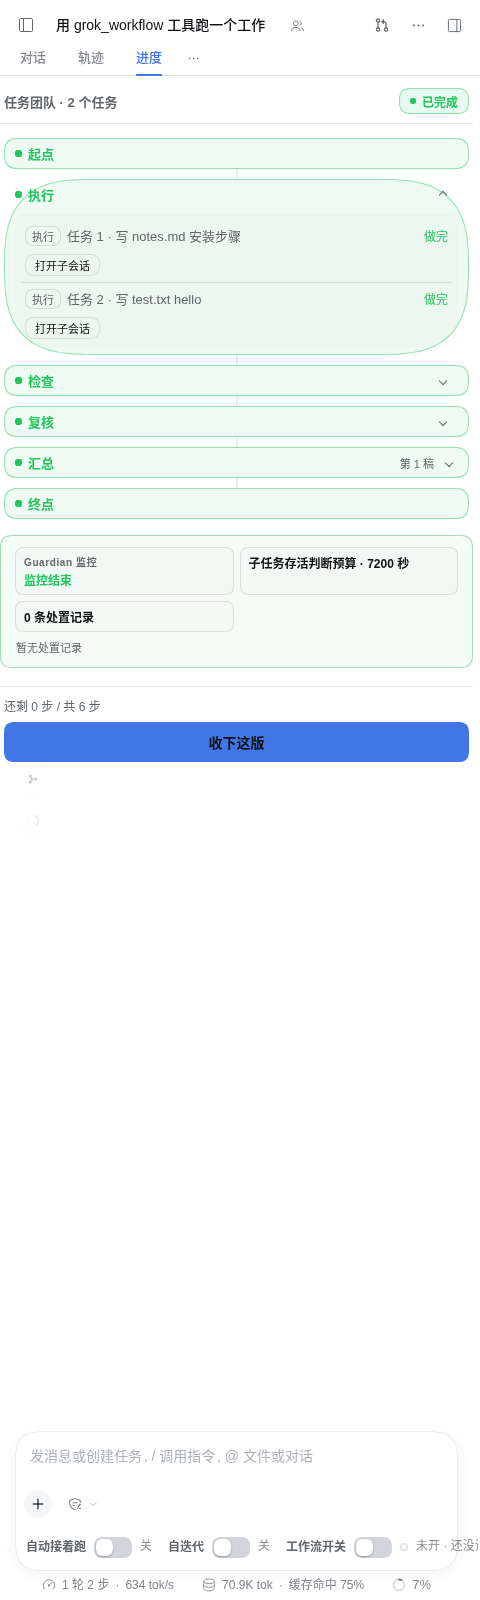 用 grok_workflow 工具跑一个工作
对话 轨迹 进度 ···
任务团队 · 2 个任务 已完成
起点
执行
执行 任务 1 · 写 notes.md 安装步骤 做完
打开子会话
执行 任务 2 · 写 test.txt hello 做完
打开子会话
检查
复核
汇总 第 1 稿
终点
Guardian 监控
监控结束
子任务存活判断预算 · 7200 秒
0 条处置记录
暂无处置记录
还剩 0 步 / 共 6 步
收下这版
发消息或创建任务, / 调用指令, @ 文件或对话
自动接着跑 关 自迭代 关 工作流开关 未开 · 还没
1 轮 2 步 · 634 tok/s 70.9K tok · 缓存命中 75% 7%